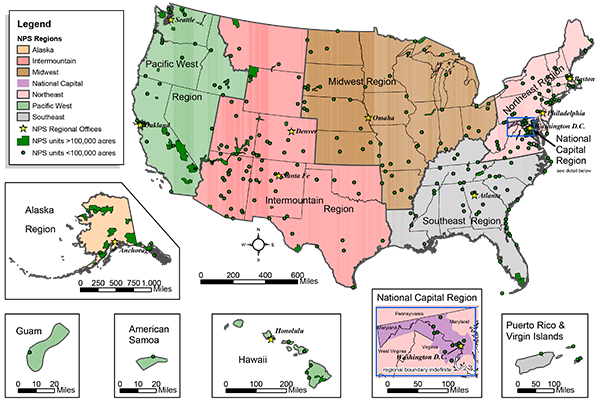 Legend
NPS Regions
Alaska
Intermountain
Midwest
National Capital
Northeast
Pacific West
Southeast
NPS Regional Offices
NPS units >100,000 acres
NPS units <100,000 acres
Seattle
Pacific West
Region
Oakland
Denver
Santa Fe
Intermountain
Region
Midwest Region
Omaha
Northeast Region
Boston
Philadelphia
Washington D.C.
National
Capital
Region
see detail below
Atlanta
Southeast Region
Alaska
Region
Anchorage
0 250 500 750 1,000
Miles
W E
S
0 200 400 600
Miles
Guam
0 10 20
Miles
American
Samoa
0 10 20
Miles
Hawaii
Honolulu
0 100 200
Miles
National Capital Region
Pennsylvania
Maryland
Maryland
West Virginia
Virginia
Washington D.C.
regional boundary indefinite
0 50 100 150
Miles
Puerto Rico &
Virgin Islands
0 50 100
Miles